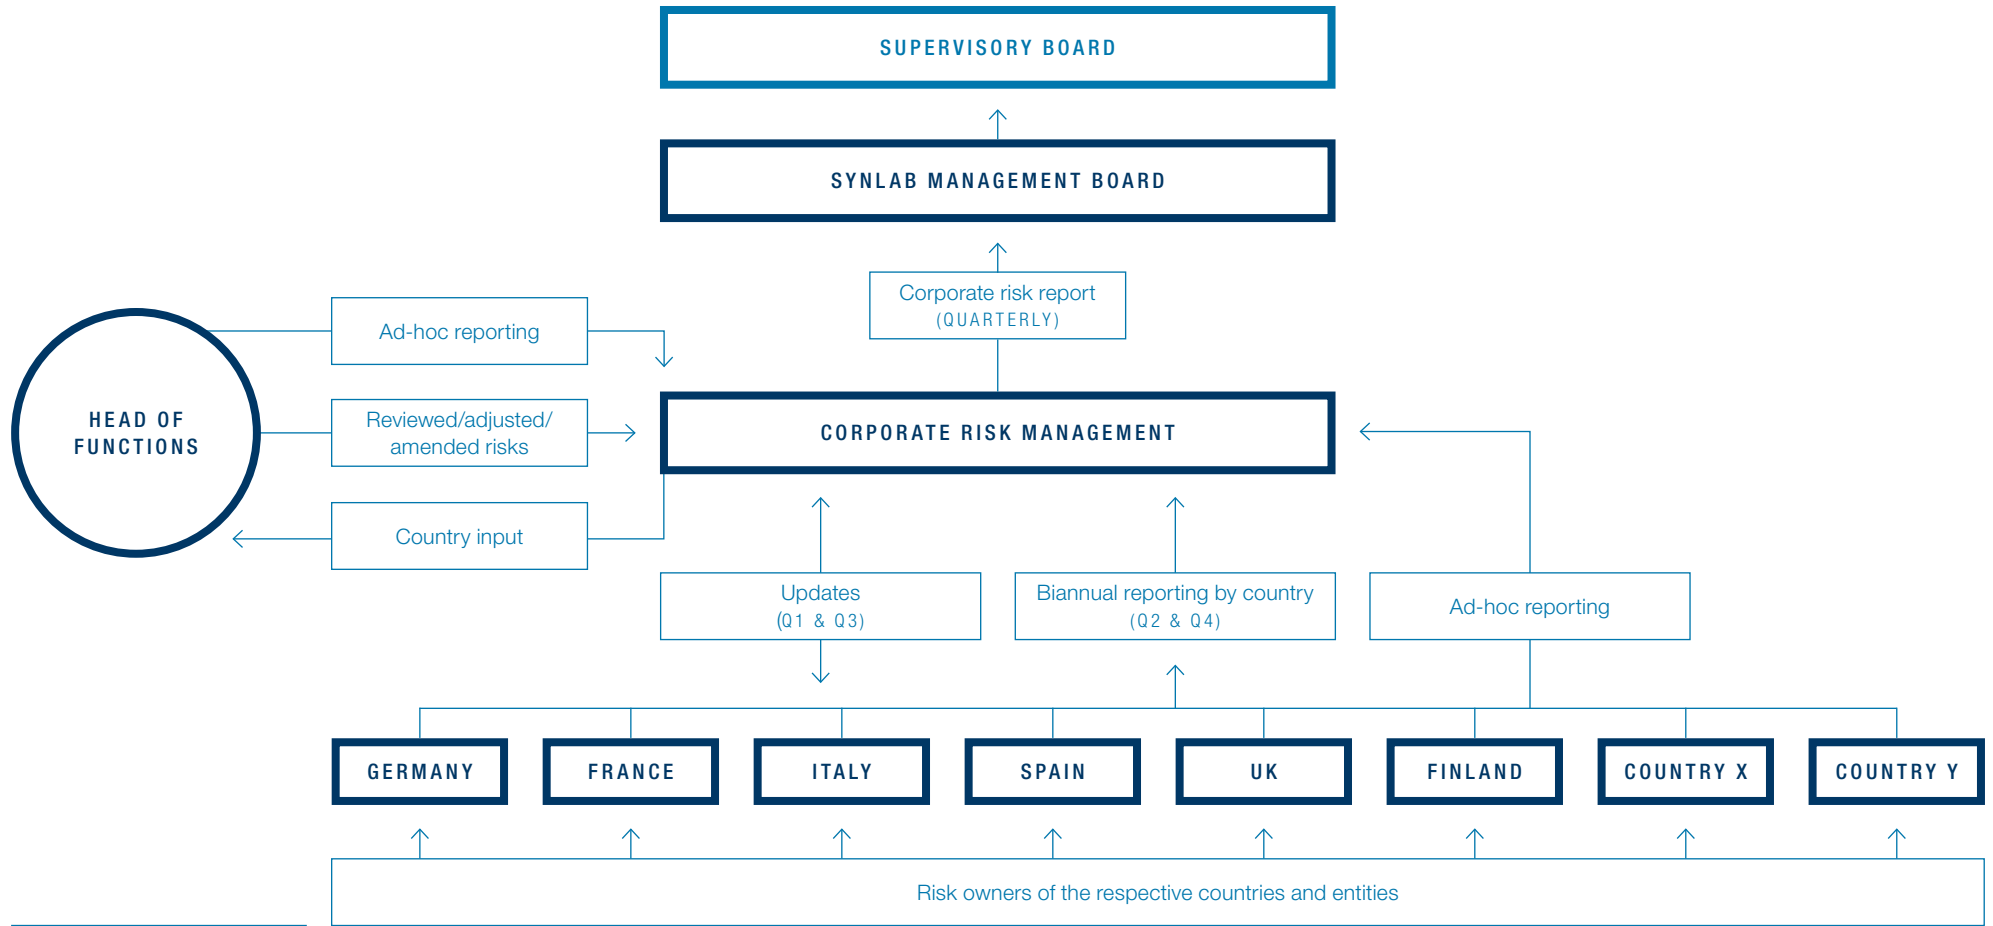 SUPERVISORY BOARD
SYNLAB MANAGEMENT BOARD
Corporate risk report
(QUARTERLY)
Ad-hoc reporting
HEAD OF
FUNCTIONS
Reviewed/adjusted/
amended risks
CORPORATE RISK MANAGEMENT
Country input
Updates
(Q1 & Q3)
Biannual reporting by country
(Q2 & Q4)
Ad-hoc reporting
GERMANY
FRANCE
ITALY
SPAIN
UK
FINLAND
COUNTRY X
COUNTRY Y
Risk owners of the respective countries and entities